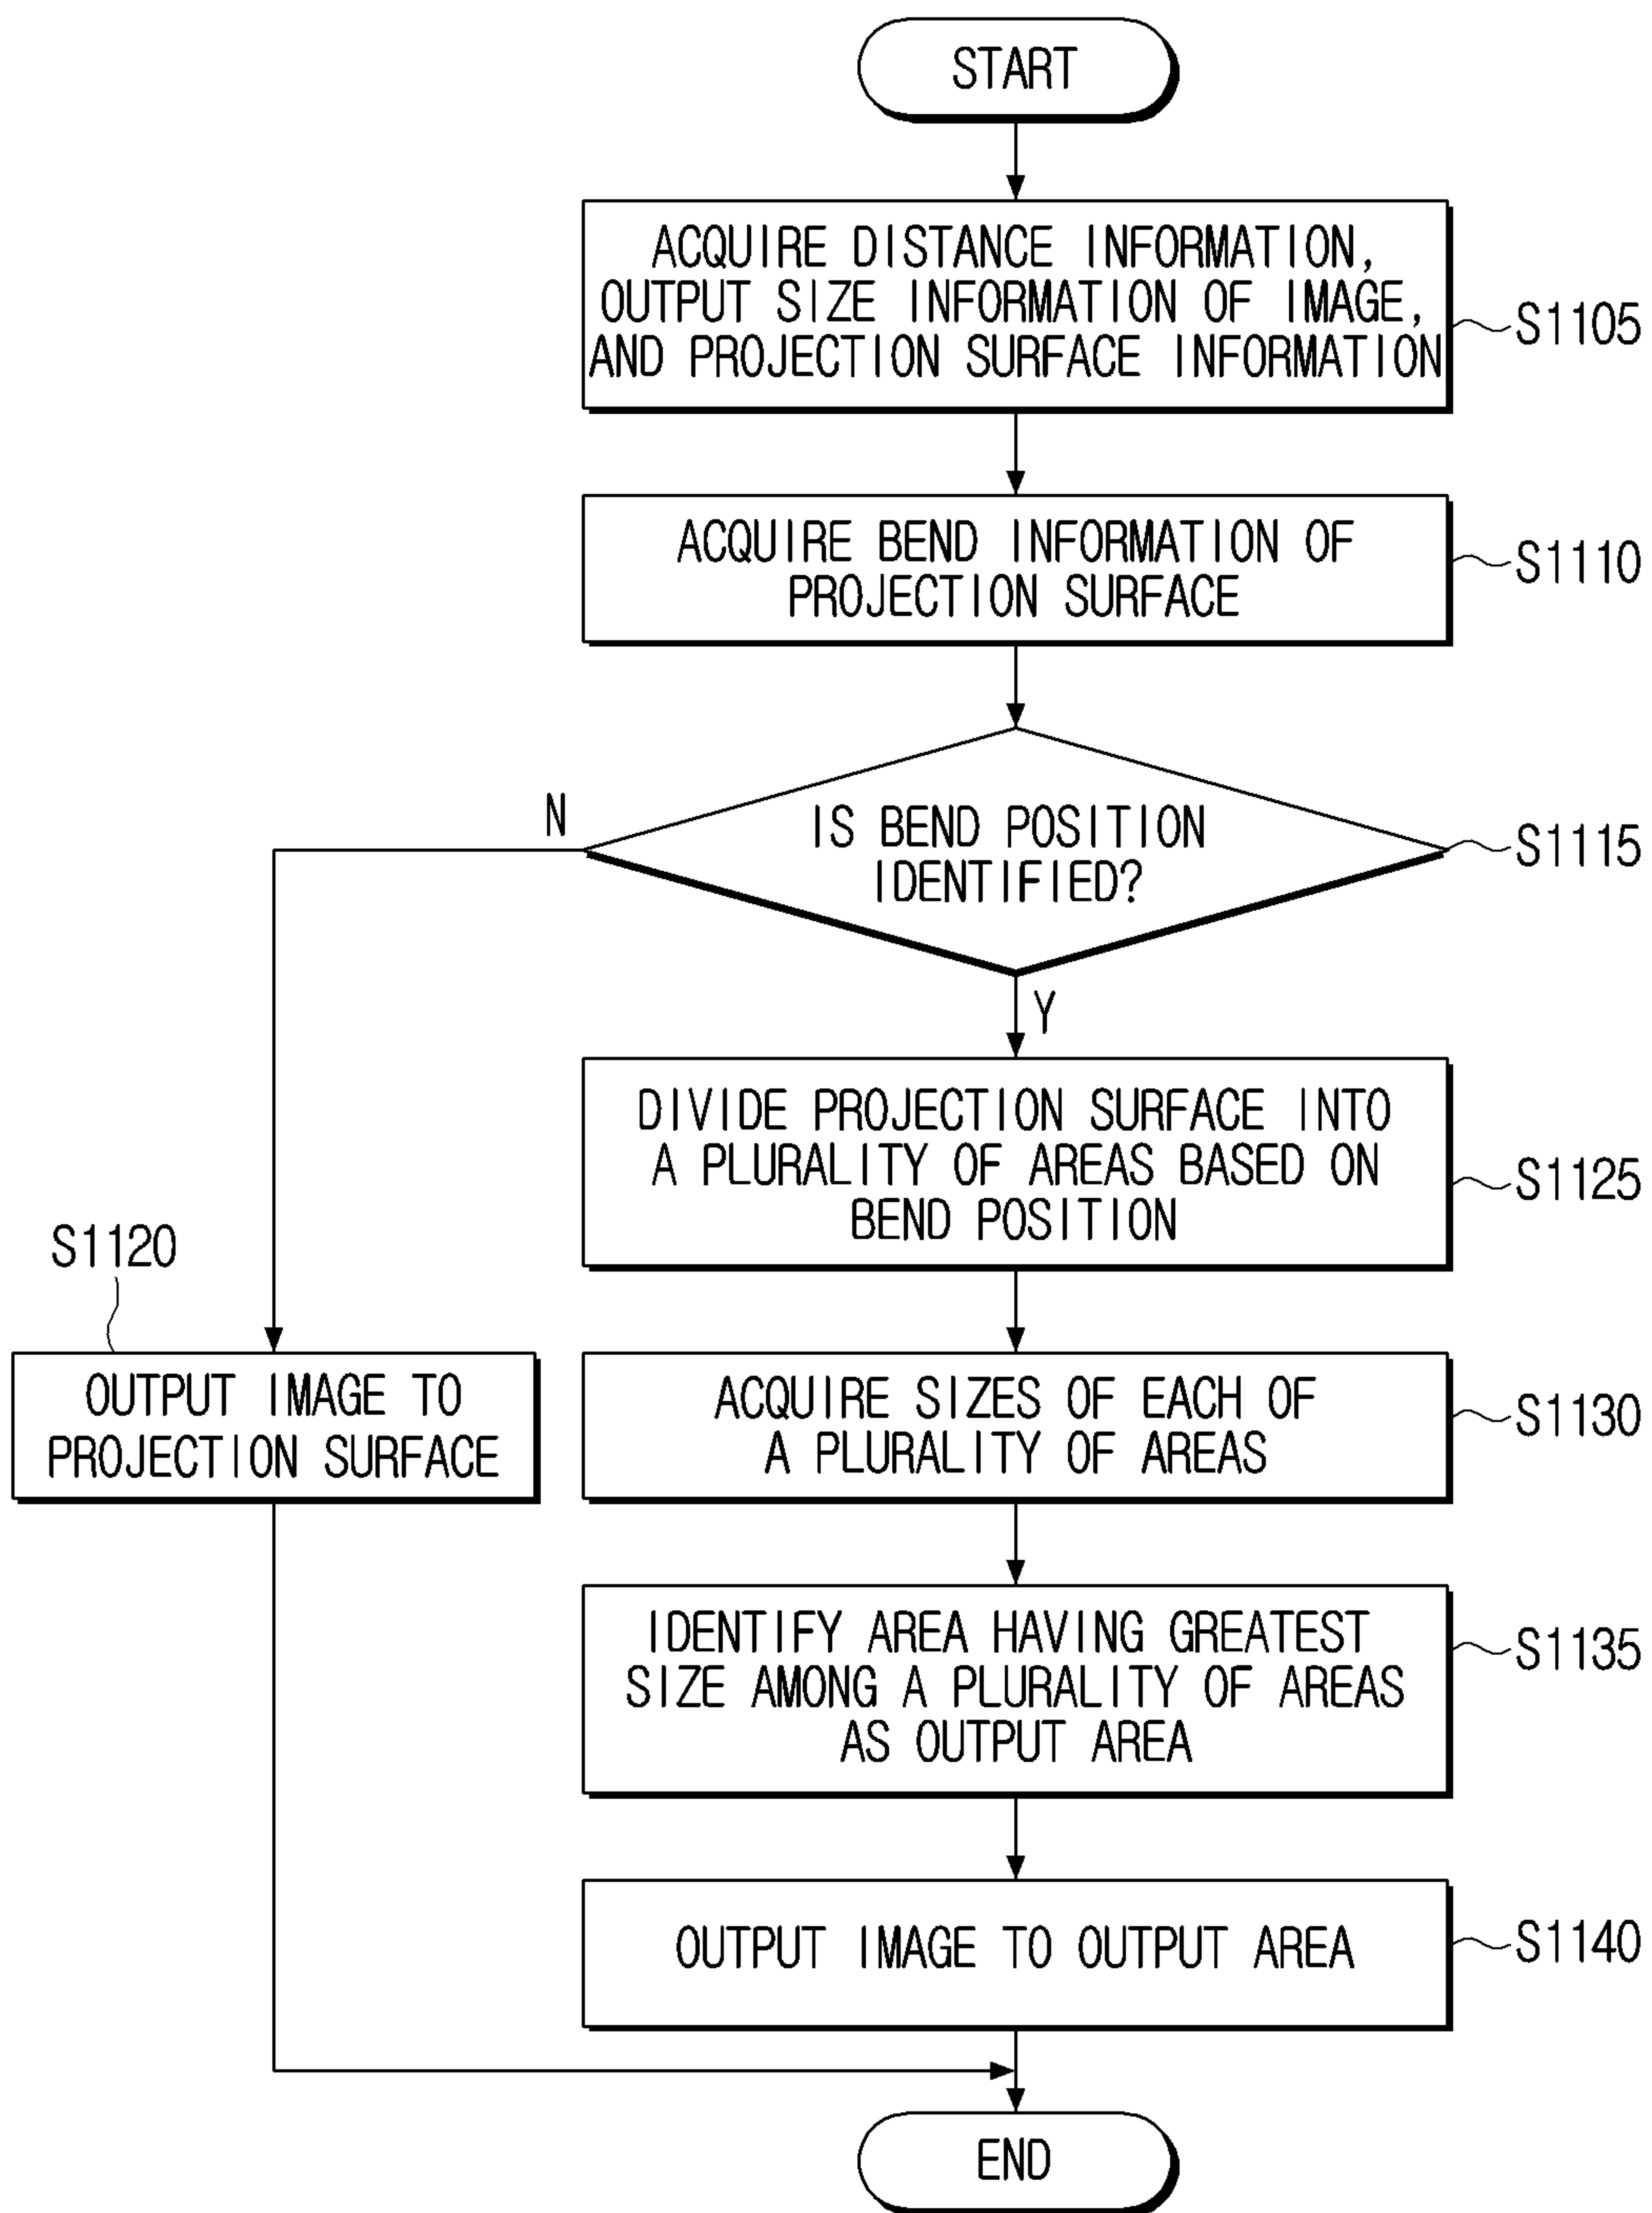 START
ACQUIRE DISTANCE INFORMATION,
OUTPUT SIZE INFORMATION OF IMAGE,
AND PROJECTION SURFACE INFORMATION
S1105
ACQUIRE BEND INFORMATION OF
PROJECTION SURFACE
S1110
IS BEND POSITION
IDENTIFIED?
S1115
N
Y
DIVIDE PROJECTION SURFACE INTO
A PLURALITY OF AREAS BASED ON
BEND POSITION
S1125
S1120
OUTPUT IMAGE TO
PROJECTION SURFACE
ACQUIRE SIZES OF EACH OF
A PLURALITY OF AREAS
S1130
IDENTIFY AREA HAVING GREATEST
SIZE AMONG A PLURALITY OF AREAS
AS OUTPUT AREA
S1135
OUTPUT IMAGE TO OUTPUT AREA
S1140
END